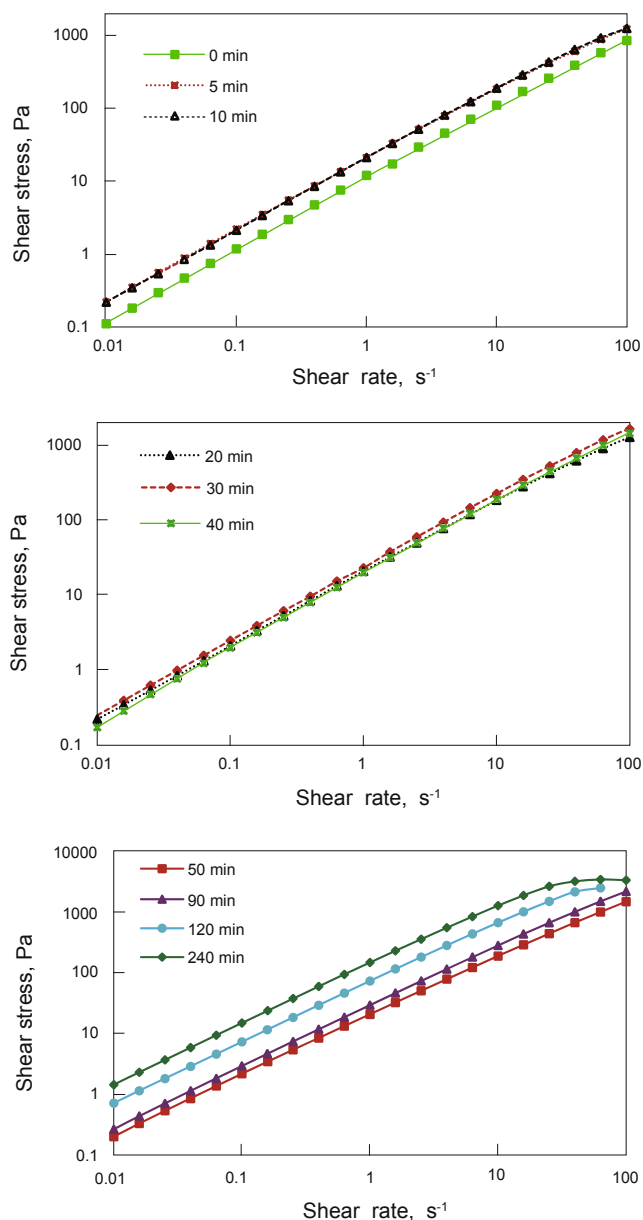 1000
100
10
1
0.1
Shear stress, Pa
0 min
5 min
10 min
0.01 0.1 1 10 100
Shear rate, s-1
1000
100
10
1
0.1
Shear stress, Pa
20 min
30 min
40 min
0.01 0.1 1 10 100
Shear rate, s-1
10000
1000
100
10
1
0.1
Shear stress, Pa
50 min
90 min
120 min
240 min
0.01 0.1 1 10 100
Shear rate, s-1